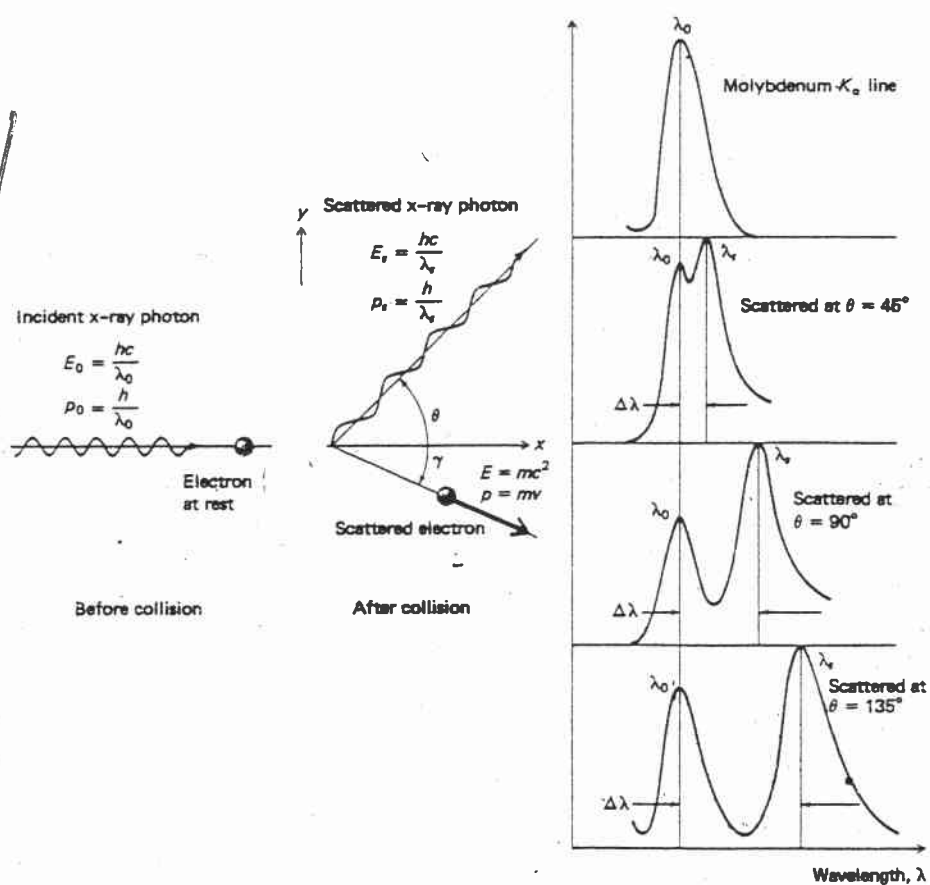 Incident x-ray photon
E₀ = hc/λ₀
p₀ = h/λ₀
Electron
at rest
Before collision
y
Scattered x-ray photon
Eₛ = hc/λₛ
pₛ = h/λₛ
θ
x
γ
E = mc²
p = mv
Scattered electron
After collision
λ₀
Molybdenum Kα line
λ₀
λₛ
Scattered at θ = 45°
Δλ
λₛ
Scattered at
θ = 90°
λ₀
Δλ
λₛ
Scattered at
θ = 135°
λ₀
Δλ
Wavelength, λ